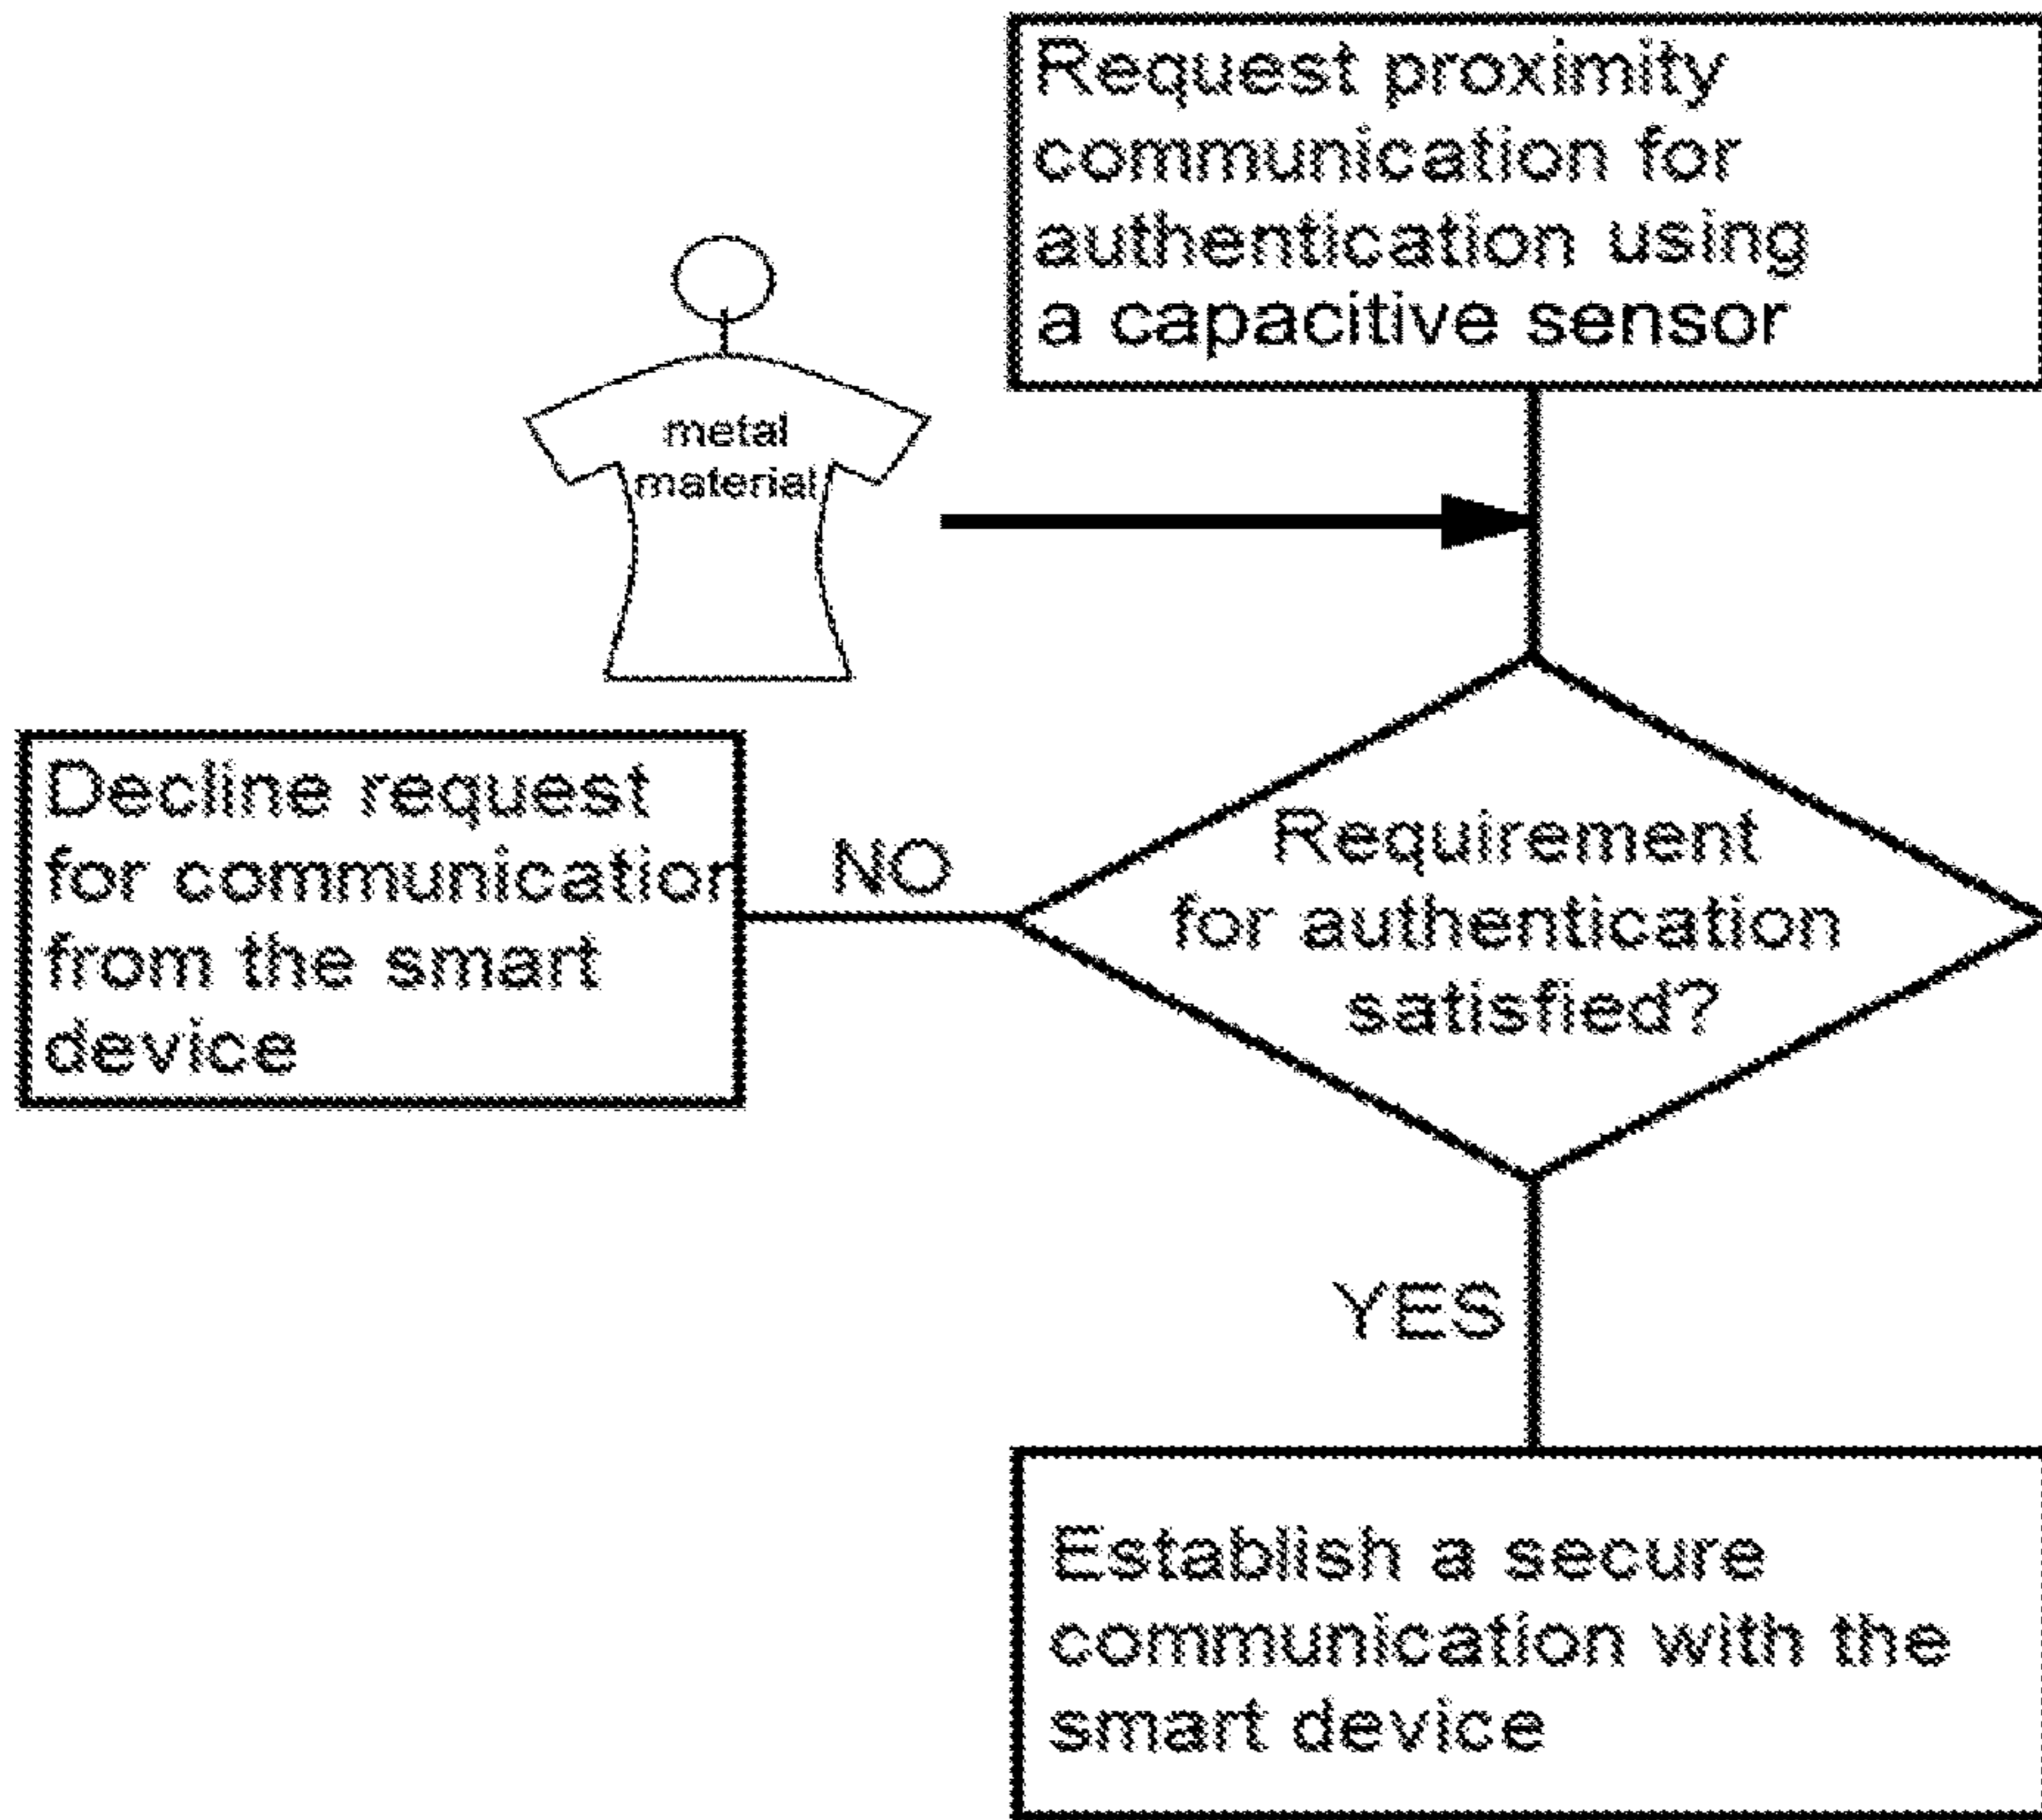 Request proximity
communication for
authentication using
a capacitive sensor
metal
material
Decline request
for communication
from the smart
device
NO
Requirement
for authentication
satisfied?
YES
Establish a secure
communication with the
smart device